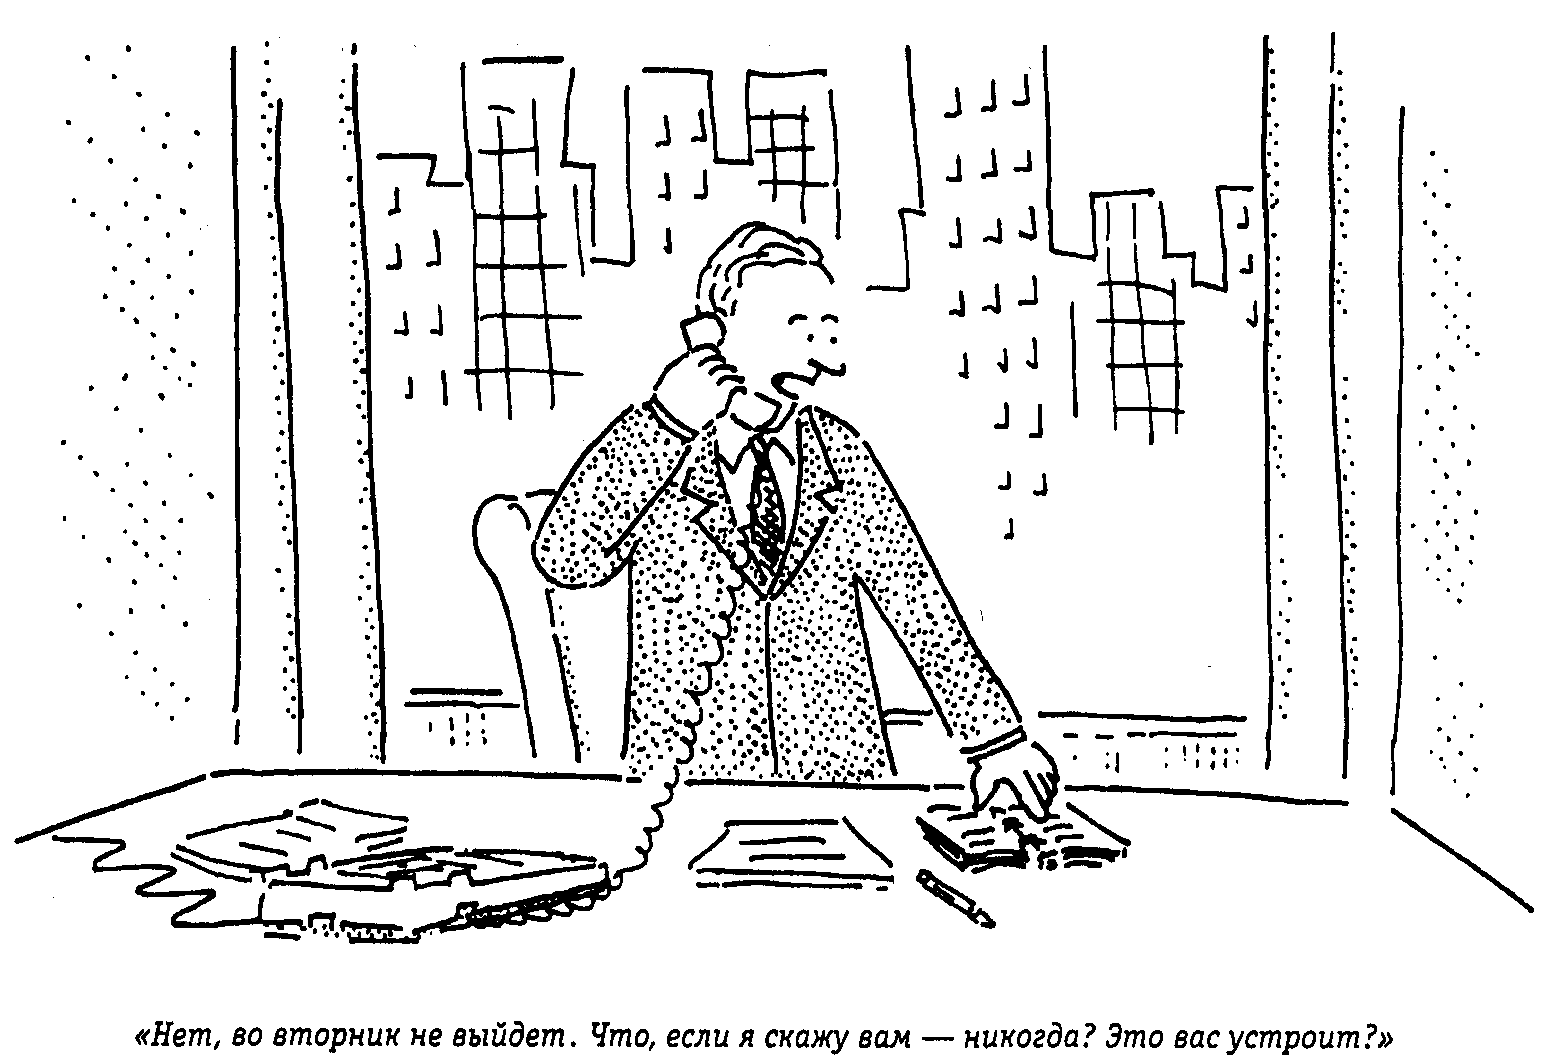 «Нет, во вторник не выйдет. Что, если я скажу вам — никогда? Это вас устроит?»